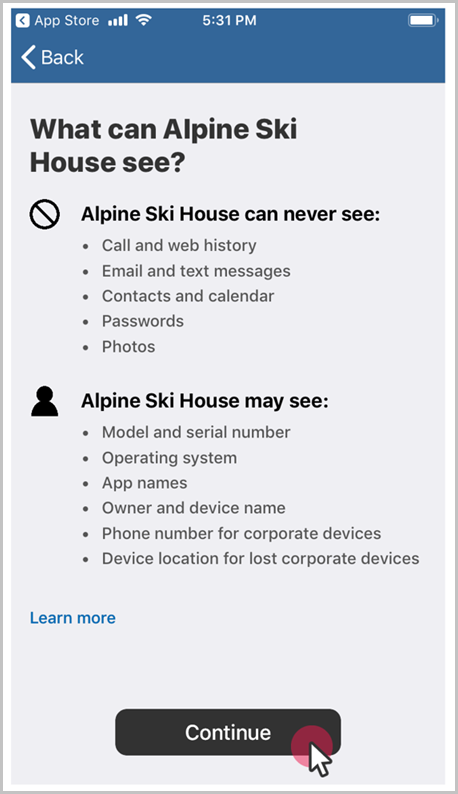 App Store 5:31 PM
Back
What can Alpine Ski
House see?
Alpine Ski House can never see:
• Call and web history
• Email and text messages
• Contacts and calendar
• Passwords
• Photos
Alpine Ski House may see:
• Model and serial number
• Operating system
• App names
• Owner and device name
• Phone number for corporate devices
• Device location for lost corporate devices
Learn more
Continue